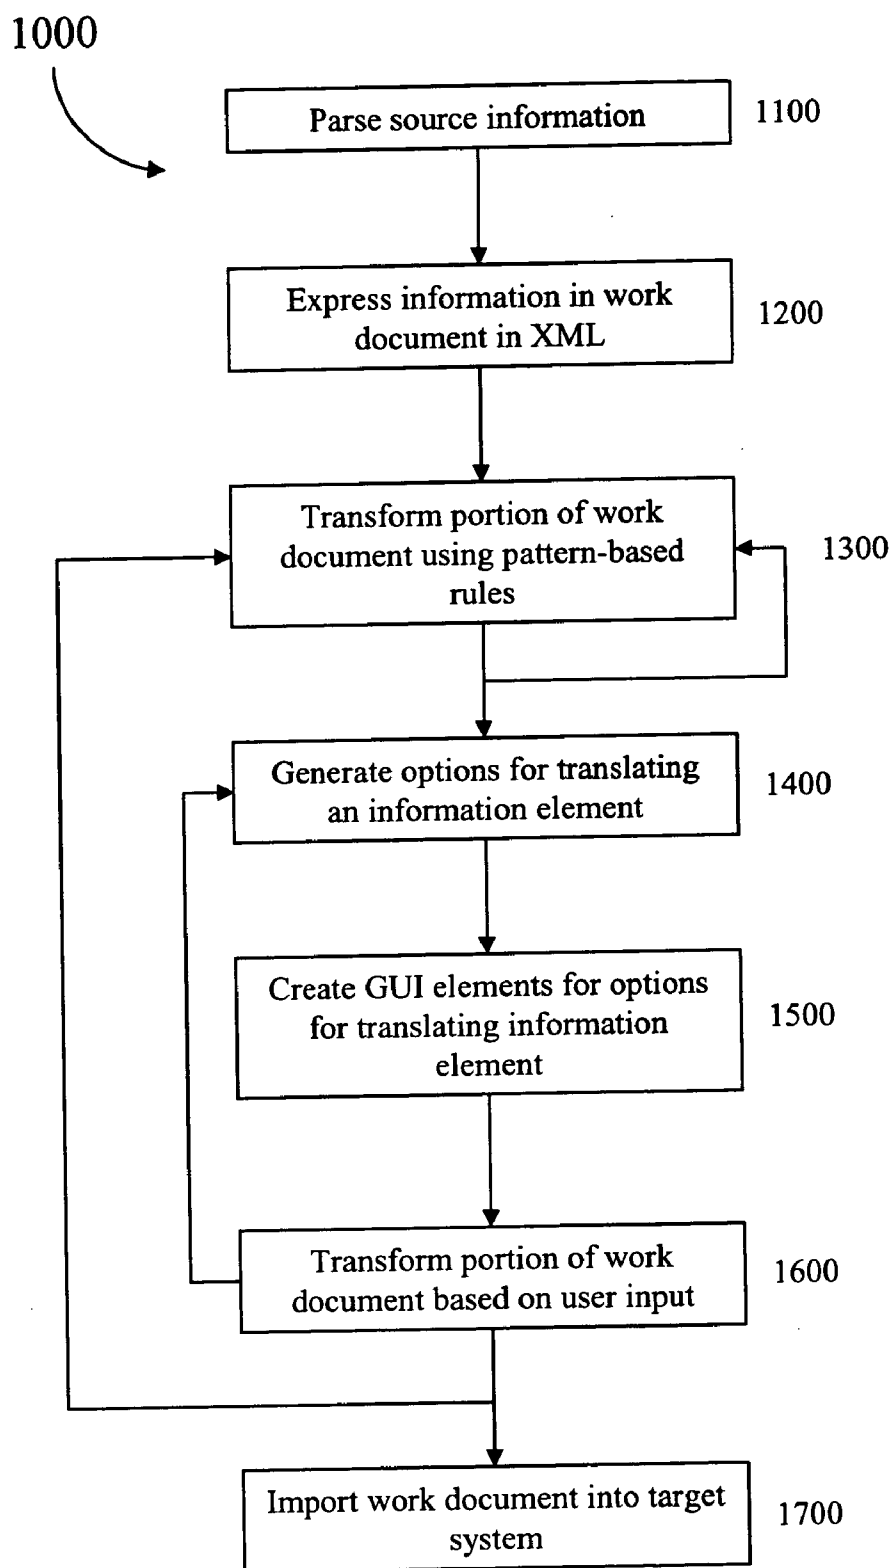 1000
Parse source information
1100
Express information in work
document in XML
1200
Transform portion of work
document using pattern-based
rules
1300
Generate options for translating
an information element
1400
Create GUI elements for options
for translating information
element
1500
Transform portion of work
document based on user input
1600
Import work document into target
system
1700